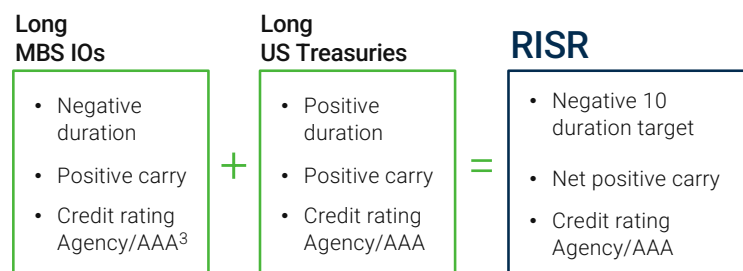 Long
MBS IOs
• Negative
duration
• Positive carry
• Credit rating
Agency/AAA3
+
Long
US Treasuries
• Positive
duration
• Positive carry
• Credit rating
Agency/AAA
=
RISR
• Negative 10
duration target
• Net positive carry
• Credit rating
Agency/AAA